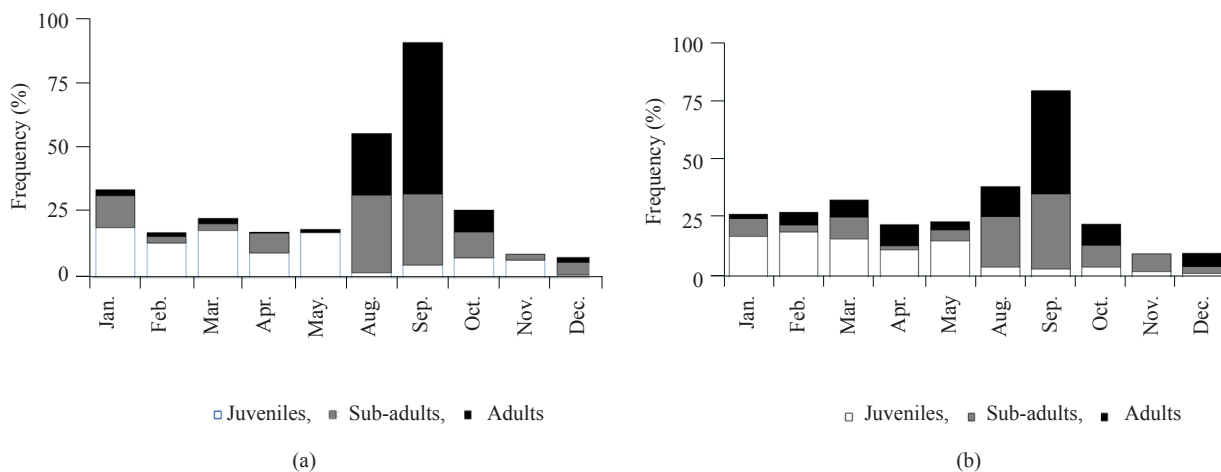 100
75
50
25
0
Frequency (%)
Jan.
Feb.
Mar.
Apr.
May.
Aug.
Sep.
Oct.
Nov.
Dec.
Juveniles, Sub-adults, Adults
(a)
100
75
50
25
0
Frequency (%)
Jan.
Feb.
Mar.
Apr.
May
Aug.
Sep.
Oct.
Nov.
Dec.
Juveniles, Sub-adults, Adults
(b)